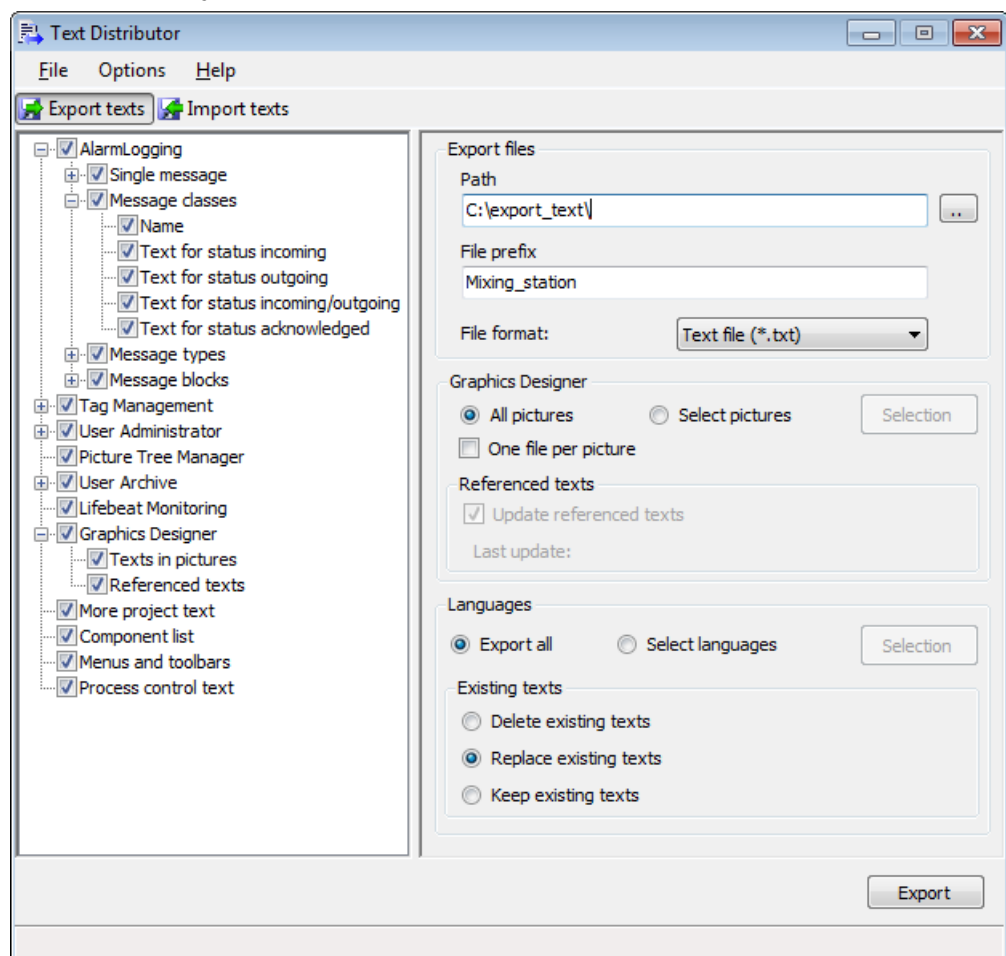 Text Distributor
File Options Help
Export texts Import texts
AlarmLogging
Single message
Message classes
Name
Text for status incoming
Text for status outgoing
Text for status incoming/outgoing
Text for status acknowledged
Message types
Message blocks
Tag Management
User Administrator
Picture Tree Manager
User Archive
Lifebeat Monitoring
Graphics Designer
Texts in pictures
Referenced texts
More project text
Component list
Menus and toolbars
Process control text
Export files
Path
C:\export_text\
..
File prefix
Mixing_station
File format: Text file (*.txt)
Graphics Designer
All pictures Select pictures Selection
One file per picture
Referenced texts
Update referenced texts
Last update:
Languages
Export all Select languages Selection
Existing texts
Delete existing texts
Replace existing texts
Keep existing texts
Export